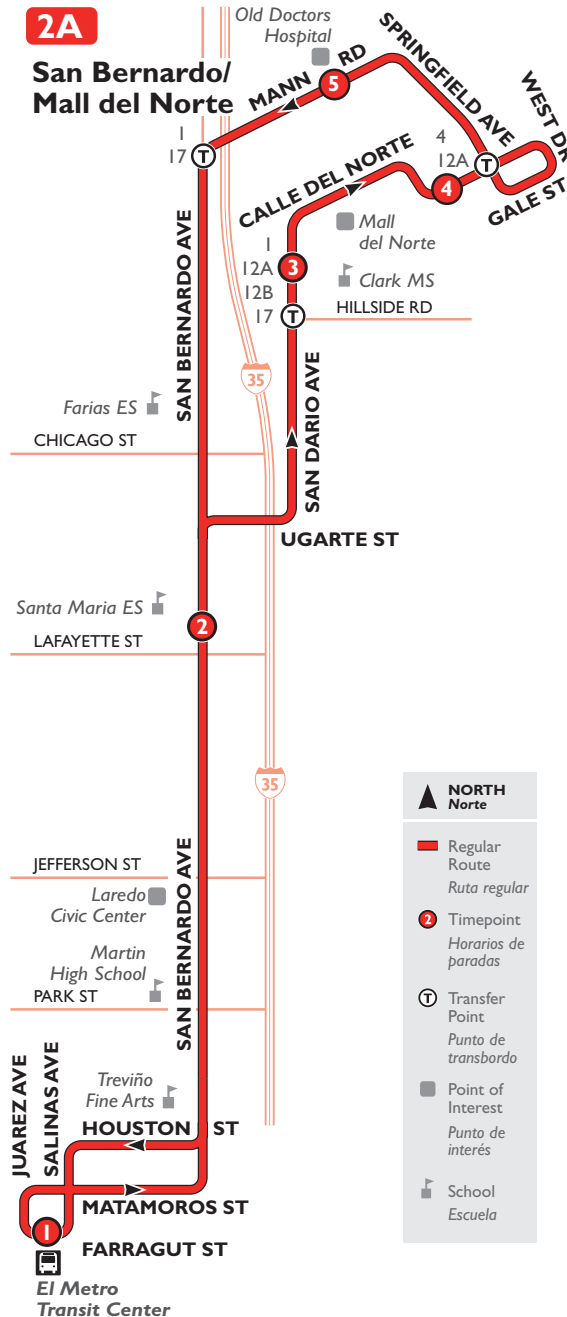 2A
San Bernardo/
Mall del Norte
Old Doctors
Hospital
MANN RD
5
SPRINGFIELD AVE
WEST DR
GALE ST
4
12A
T
4
1
17
T
CALLE DEL NORTE
Mall
del Norte
1
12A
12B
17
3
T
Clark MS
HILLSIDE RD
SAN BERNARDO AVE
35
SAN DARIO AVE
Farias ES
CHICAGO ST
UGARTE ST
Santa Maria ES
2
LAFAYETTE ST
35
JEFFERSON ST
Laredo
Civic Center
SAN BERNARDO AVE
Martin
High School
PARK ST
Treviño
Fine Arts
JUAREZ AVE
SALINAS AVE
HOUSTON ST
MATAMOROS ST
1
FARRAGUT ST
El Metro
Transit Center
NORTH
Norte
Regular
Route
Ruta regular
2
Timepoint
Horarios de
paradas
T
Transfer
Point
Punto de
transbordo
Point of
Interest
Punto de
interés
School
Escuela